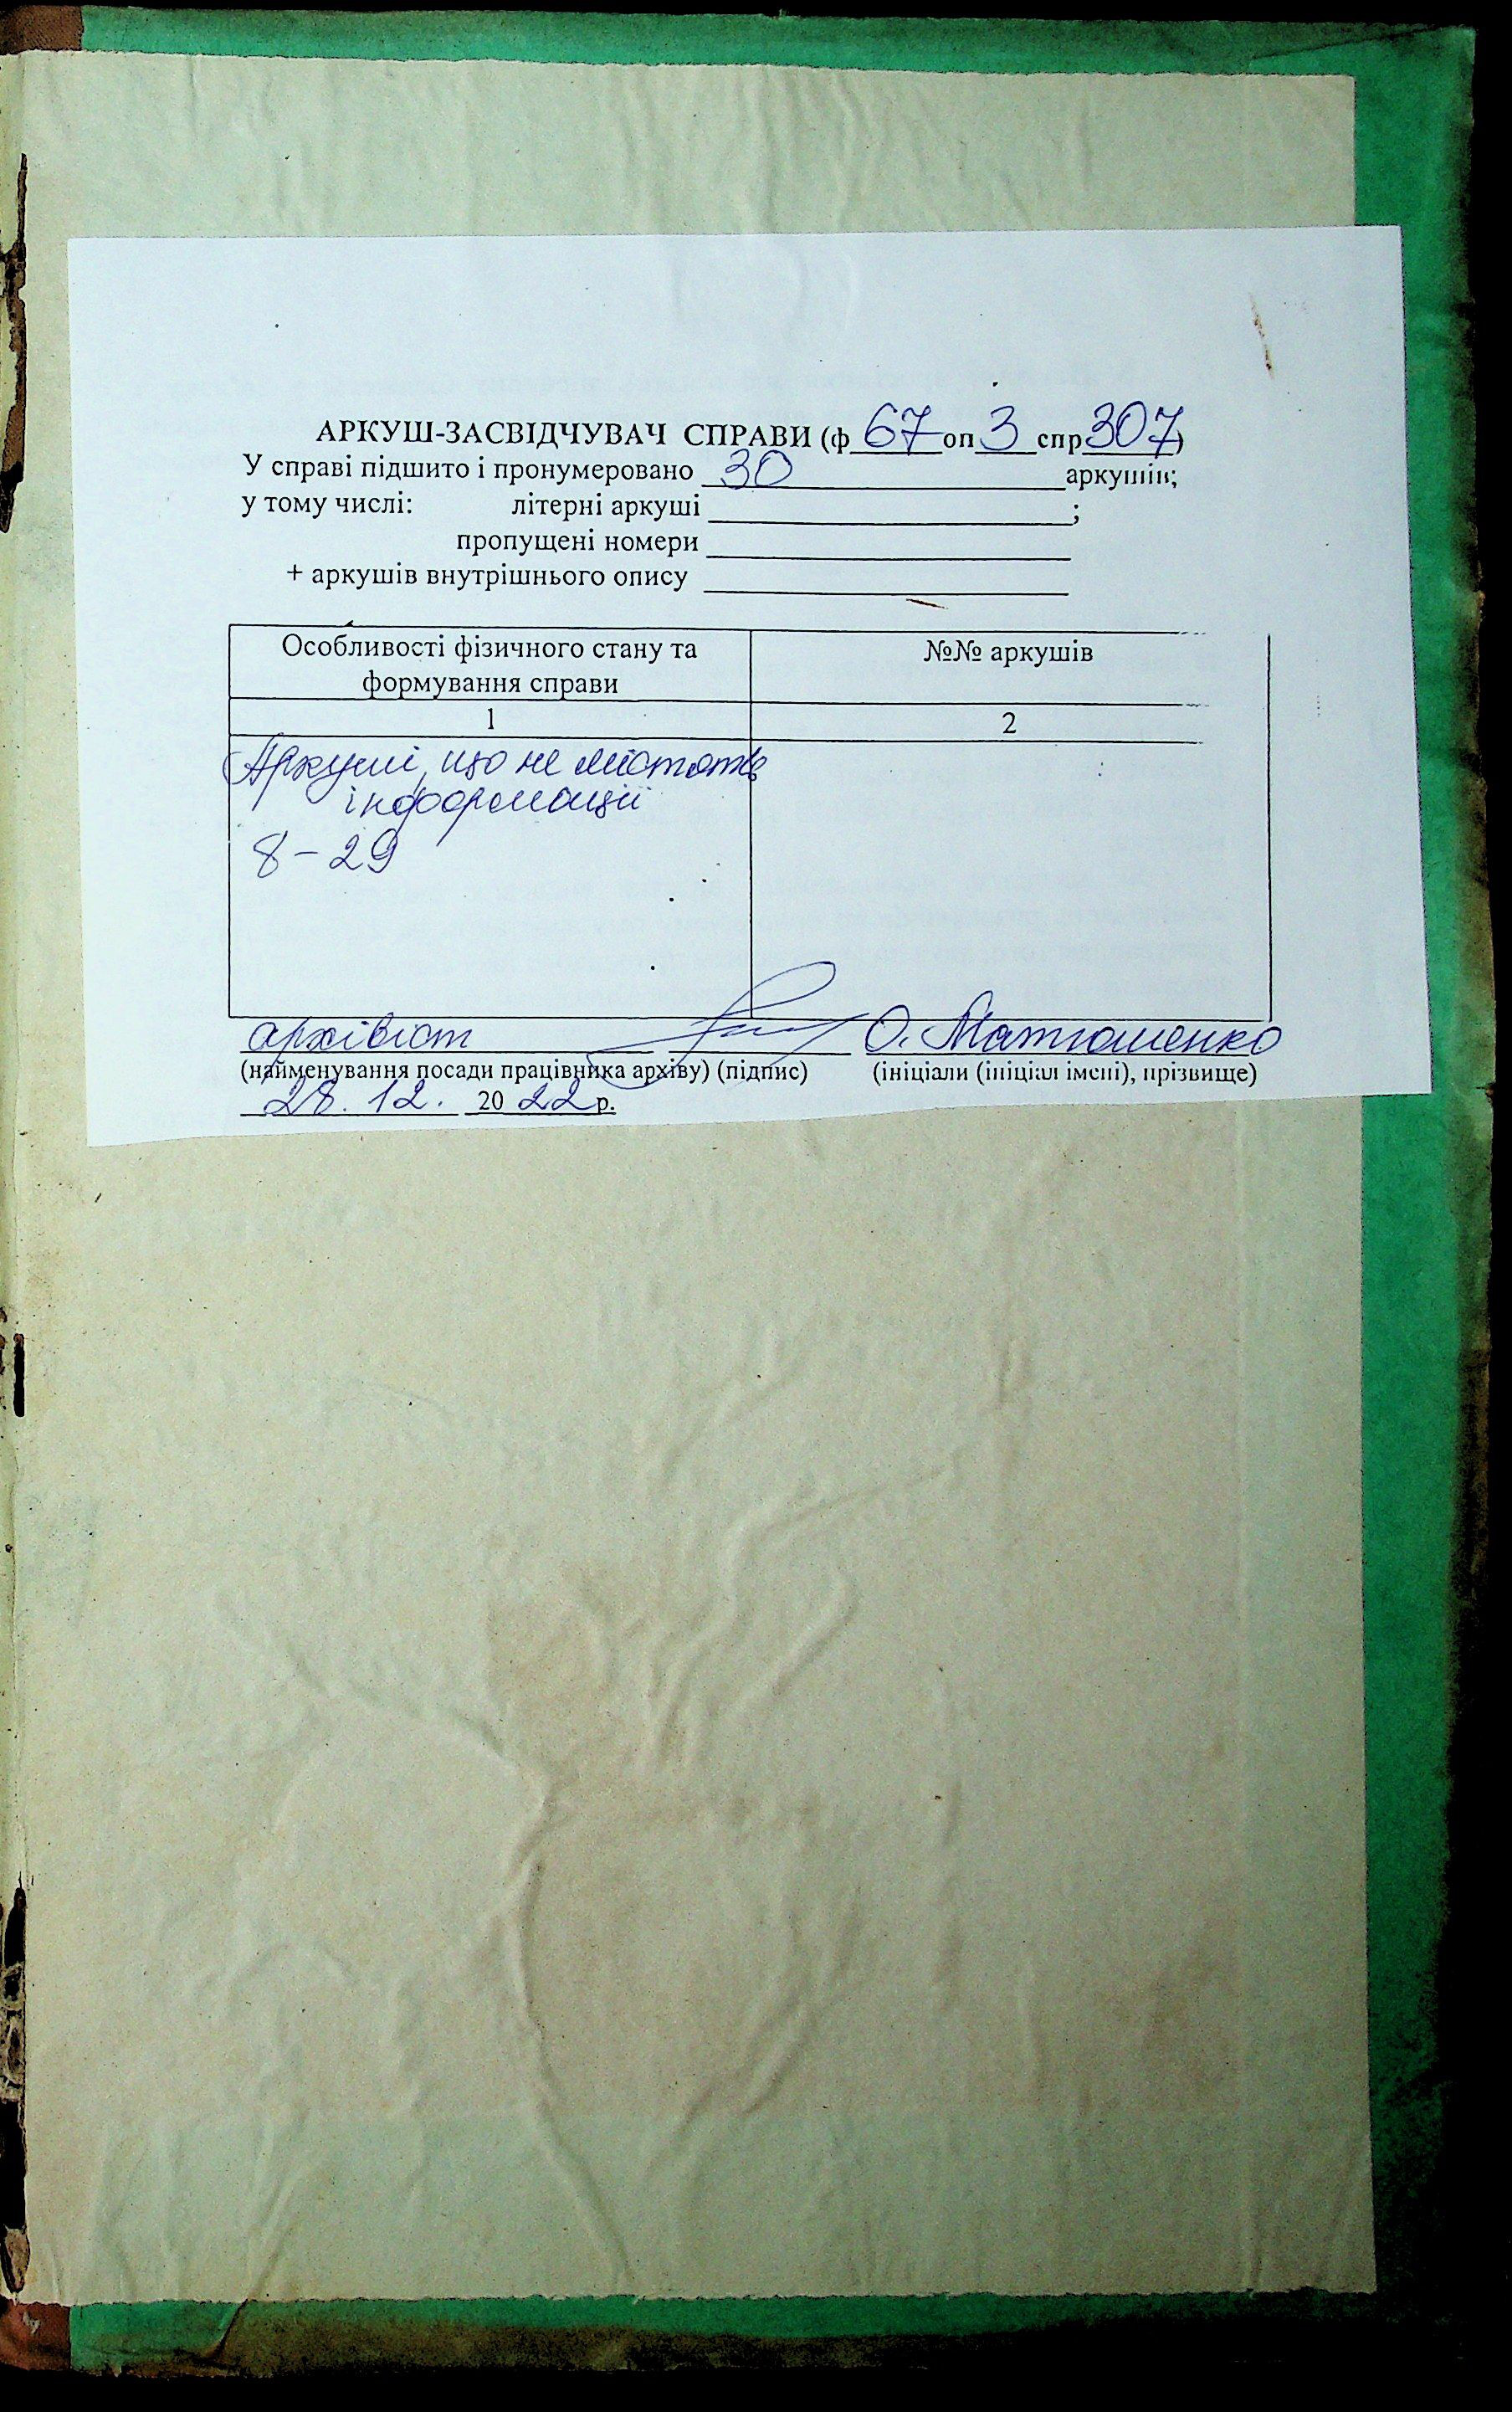 АРКУШ-ЗАСВІДЧУВАЧ СПРАВИ (ф 67 оп 3 спр 307)
У справі підшито і пронумеровано 30 аркушів;
у тому числі: літерні аркуші ;
пропущені номери
+ аркушів внутрішнього опису
Особливості фізичного стану та формування справи
№№ аркушів
1
2
Аркуші, що не містять
інформації
8-29
архівіст О. Матюшенко
(найменування посади працівника архіву) (підпис) (ініціали (ініціал імені), прізвище)
28. 12. 2022р.